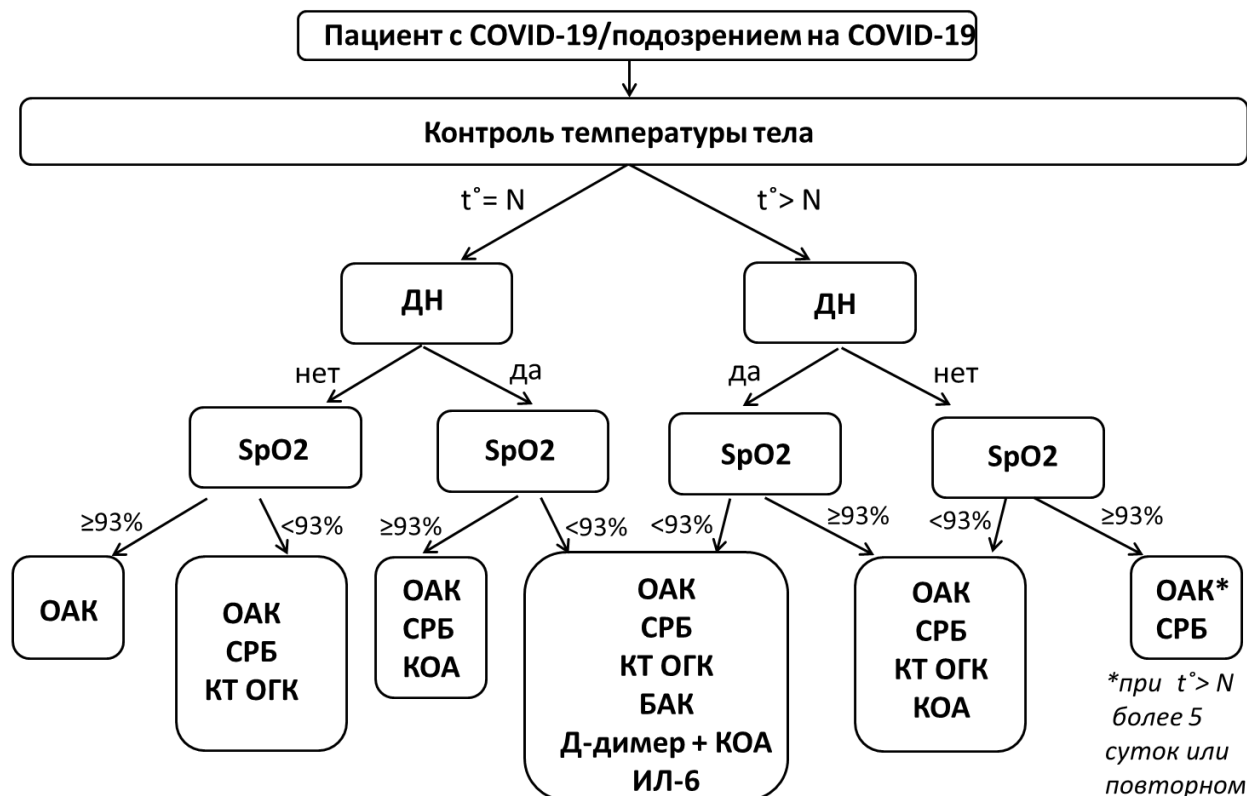 Пациент с COVID-19/подозрением на COVID-19
Контроль температуры тела
t˚= N
t˚> N
ДН
ДН
нет
да
да
нет
SpO2
SpO2
SpO2
SpO2
≥93%
<93%
≥93%
<93%
<93%
≥93%
<93%
≥93%
ОАК
ОАК
СРБ
КТ ОГК
ОАК
СРБ
КОА
ОАК
СРБ
КТ ОГК
БАК
Д-димер + КОА
ИЛ-6
ОАК
СРБ
КТ ОГК
КОА
ОАК*
СРБ
*при t˚> N
более 5
суток или
повторном